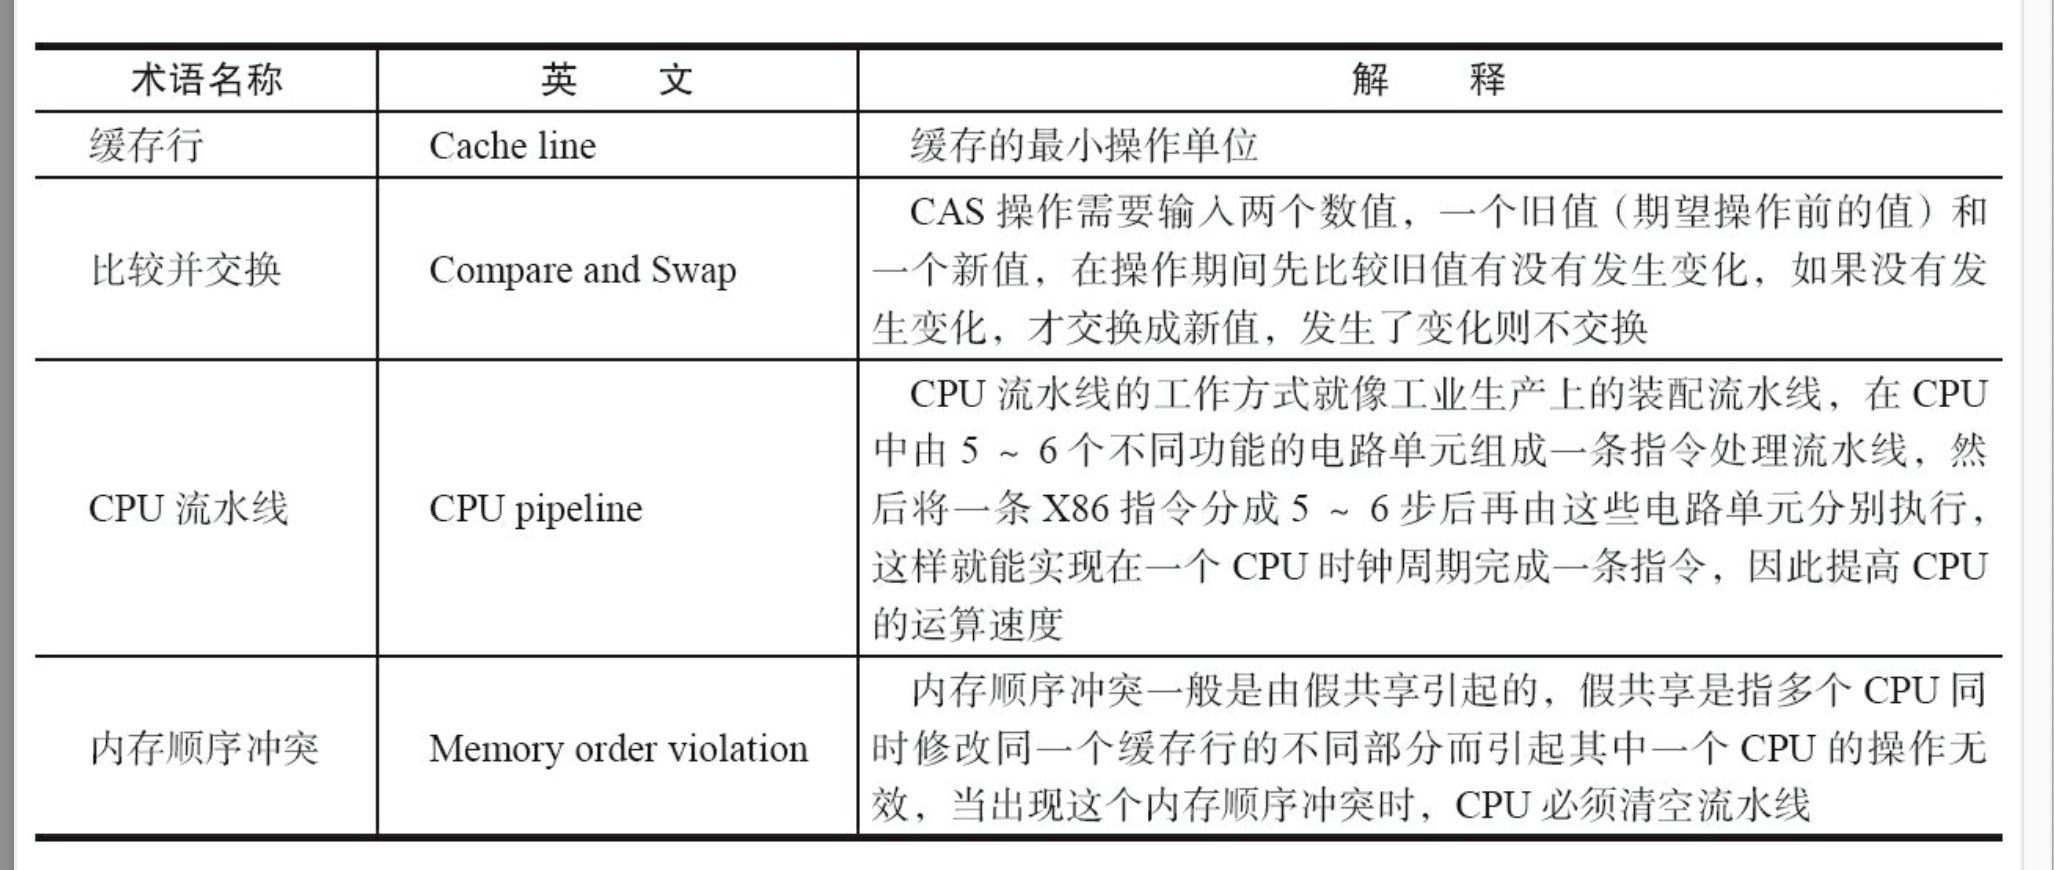 术语名称 英 文 解 释
缓存行 Cache line 缓存的最小操作单位
比较并交换 Compare and Swap CAS 操作需要输入两个数值，一个旧值（期望操作前的值）和
一个新值，在操作期间先比较旧值有没有发生变化，如果没有发
生变化，才交换成新值，发生了变化则不交换
CPU 流水线 CPU pipeline CPU 流水线的工作方式就像工业生产上的装配流水线，在 CPU
中由 5 ~ 6 个不同功能的电路单元组成一条指令处理流水线，然
后将一条 X86 指令分成 5 ~ 6 步后再由这些电路单元分别执行，
这样就能实现在一个 CPU 时钟周期完成一条指令，因此提高 CPU
的运算速度
内存顺序冲突 Memory order violation 内存顺序冲突一般是由假共享引起的，假共享是指多个 CPU 同
时修改同一个缓存行的不同部分而引起其中一个 CPU 的操作无
效，当出现这个内存顺序冲突时，CPU 必须清空流水线